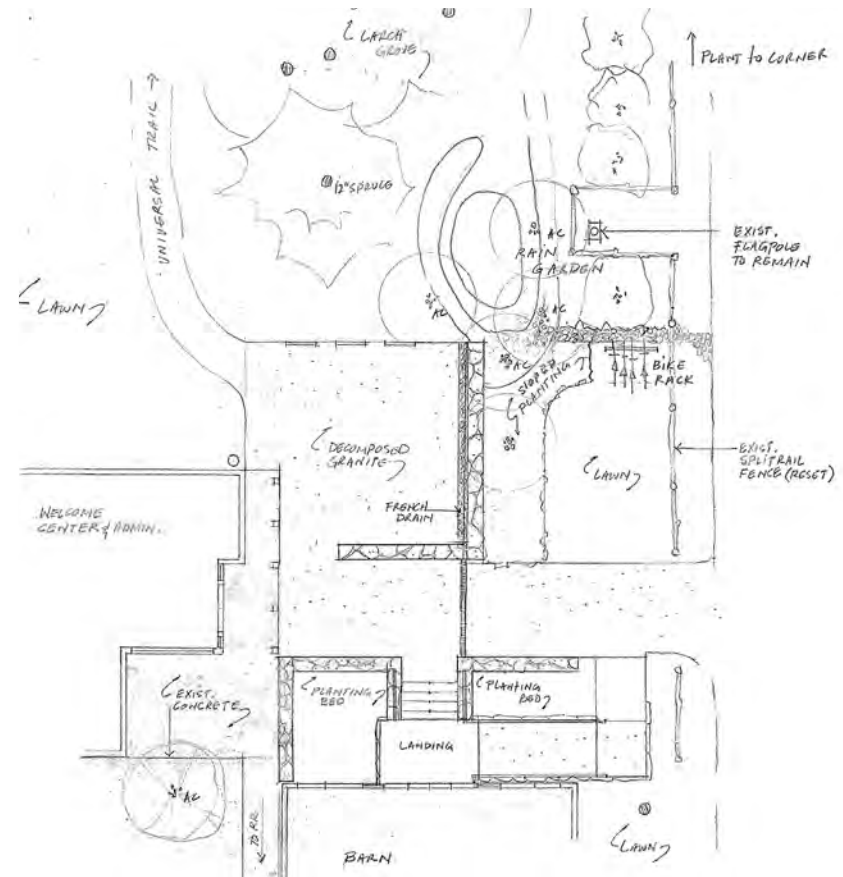 LARCH
GROVE
PLANT to CORNER
UNIVERSAL TRAIL
12" SPRUCE
AC
RAIN
GARDEN
EXIST.
FLAGPOLE
TO REMAIN
LAWN
AC
AC
AC
SLOPED
PLANTING
BIKE
RACK
DECOMPOSED
GRANITE
LAWN
EXIST.
SPLITRAIL
FENCE (RESET)
FRENCH
DRAIN
WELCOME
CENTER & ADMIN.
EXIST.
CONCRETE
PLANTING
BED
PLANTING
BED
LANDING
AC
TO RR
BARN
LAWN